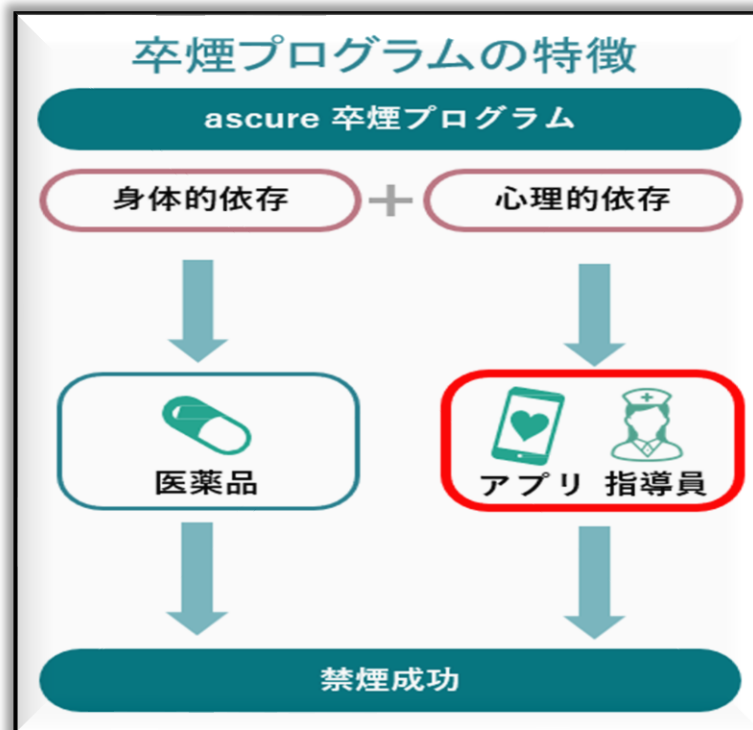 卒煙プログラムの特徴
ascure 卒煙プログラム
身体的依存 + 心理的依存
医薬品
アプリ 指導員
禁煙成功